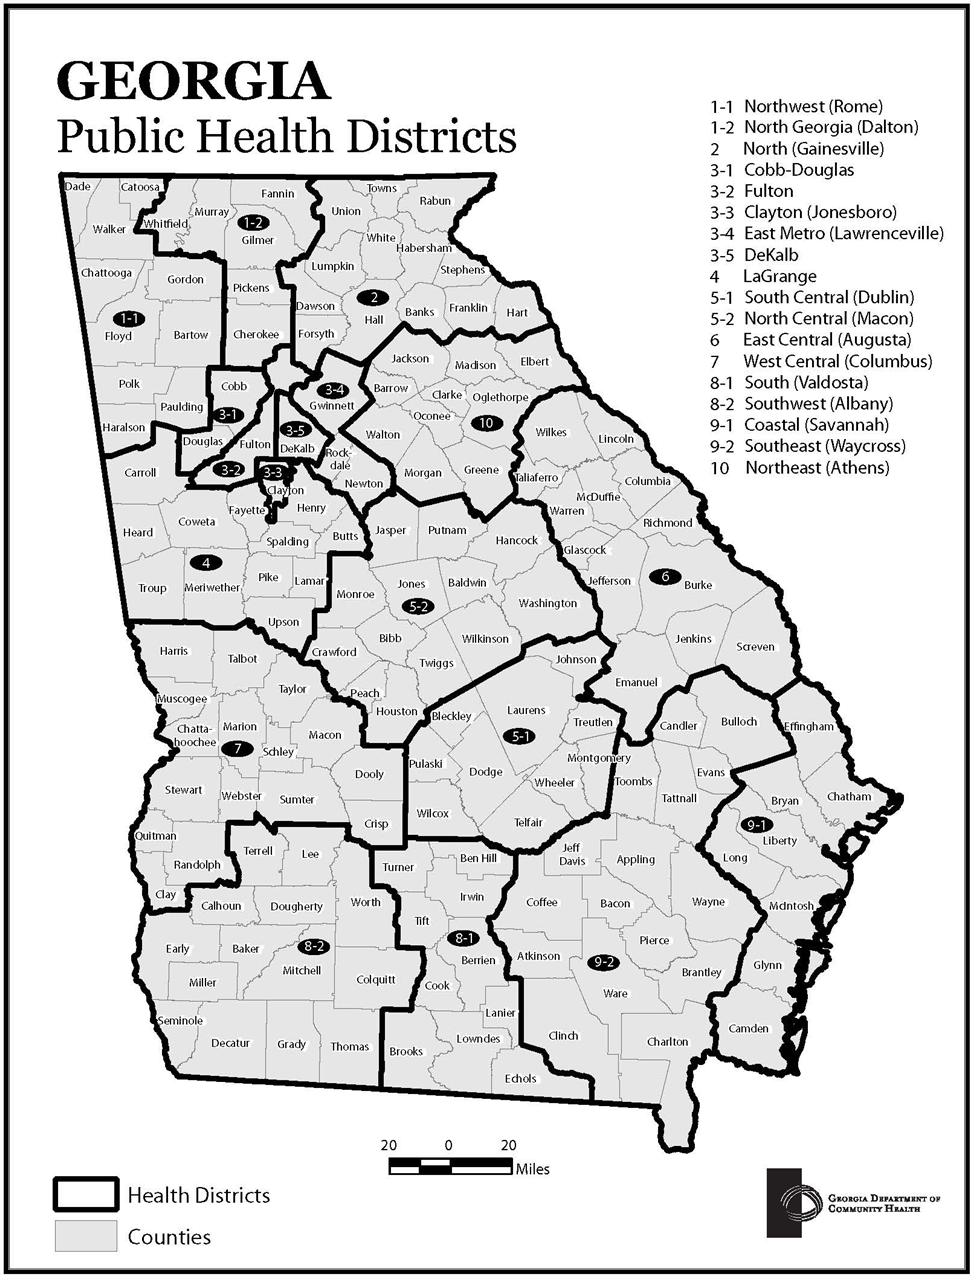 GEORGIA
Public Health Districts
1-1 Northwest (Rome)
1-2 North Georgia (Dalton)
2 North (Gainesville)
3-1 Cobb-Douglas
3-2 Fulton
3-3 Clayton (Jonesboro)
3-4 East Metro (Lawrenceville)
3-5 DeKalb
4 LaGrange
5-1 South Central (Dublin)
5-2 North Central (Macon)
6 East Central (Augusta)
7 West Central (Columbus)
8-1 South (Valdosta)
8-2 Southwest (Albany)
9-1 Coastal (Savannah)
9-2 Southeast (Waycross)
10 Northeast (Athens)
Dade
Catoosa
Fannin
Towns
Rabun
Murray
Union
Whitfield
1-2
Walker
Gilmer
White
Habersham
Chattooga
Gordon
Lumpkin
Stephens
Pickens
2
Dawson
Banks
Franklin
Hart
1-1
Hall
Floyd
Bartow
Cherokee
Forsyth
Jackson
Madison
Elbert
Polk
Cobb
3-4
Barrow
Clarke
Oglethorpe
Paulding
3-1
Gwinnett
Oconee
10
Haralson
3-5
Walton
Wilkes
Lincoln
Douglas
Fulton
DeKalb
Rock-
dale
Carroll
3-2
3-3
Morgan
Greene
Taliaferro
Columbia
Newton
Clayton
McDuffie
Fayette
Henry
Warren
Coweta
Richmond
Heard
Butts
Jasper
Putnam
Hancock
Spalding
Glascock
4
Troup
Meriwether
Pike
Lamar
Jones
Baldwin
Jefferson
6
Burke
Monroe
5-2
Washington
Upson
Bibb
Wilkinson
Jenkins
Screven
Harris
Talbot
Crawford
Twiggs
Johnson
Emanuel
Muscogee
Taylor
Peach
Houston
Bleckley
Laurens
Treutlen
Candler
Bulloch
Effingham
Chatta-
hoochee
Marion
Macon
5-1
7
Schley
Pulaski
Montgomery
Dooly
Dodge
Wheeler
Toombs
Evans
Stewart
Webster
Sumter
Tattnall
Bryan
Chatham
Wilcox
Telfair
Crisp
9-1
Quitman
Liberty
Terrell
Lee
Jeff
Davis
Appling
Long
Randolph
Turner
Ben Hill
Clay
Calhoun
Dougherty
Worth
Irwin
Coffee
Bacon
Wayne
McIntosh
Tift
Early
Baker
8-2
8-1
Pierce
Mitchell
Berrien
Atkinson
9-2
Glynn
Miller
Colquitt
Cook
Brantley
Ware
Seminole
Lanier
Decatur
Grady
Thomas
Brooks
Lowndes
Clinch
Charlton
Camden
Echols
20 0 20
Miles
Health Districts
Counties
GEORGIA DEPARTMENT OF
COMMUNITY HEALTH